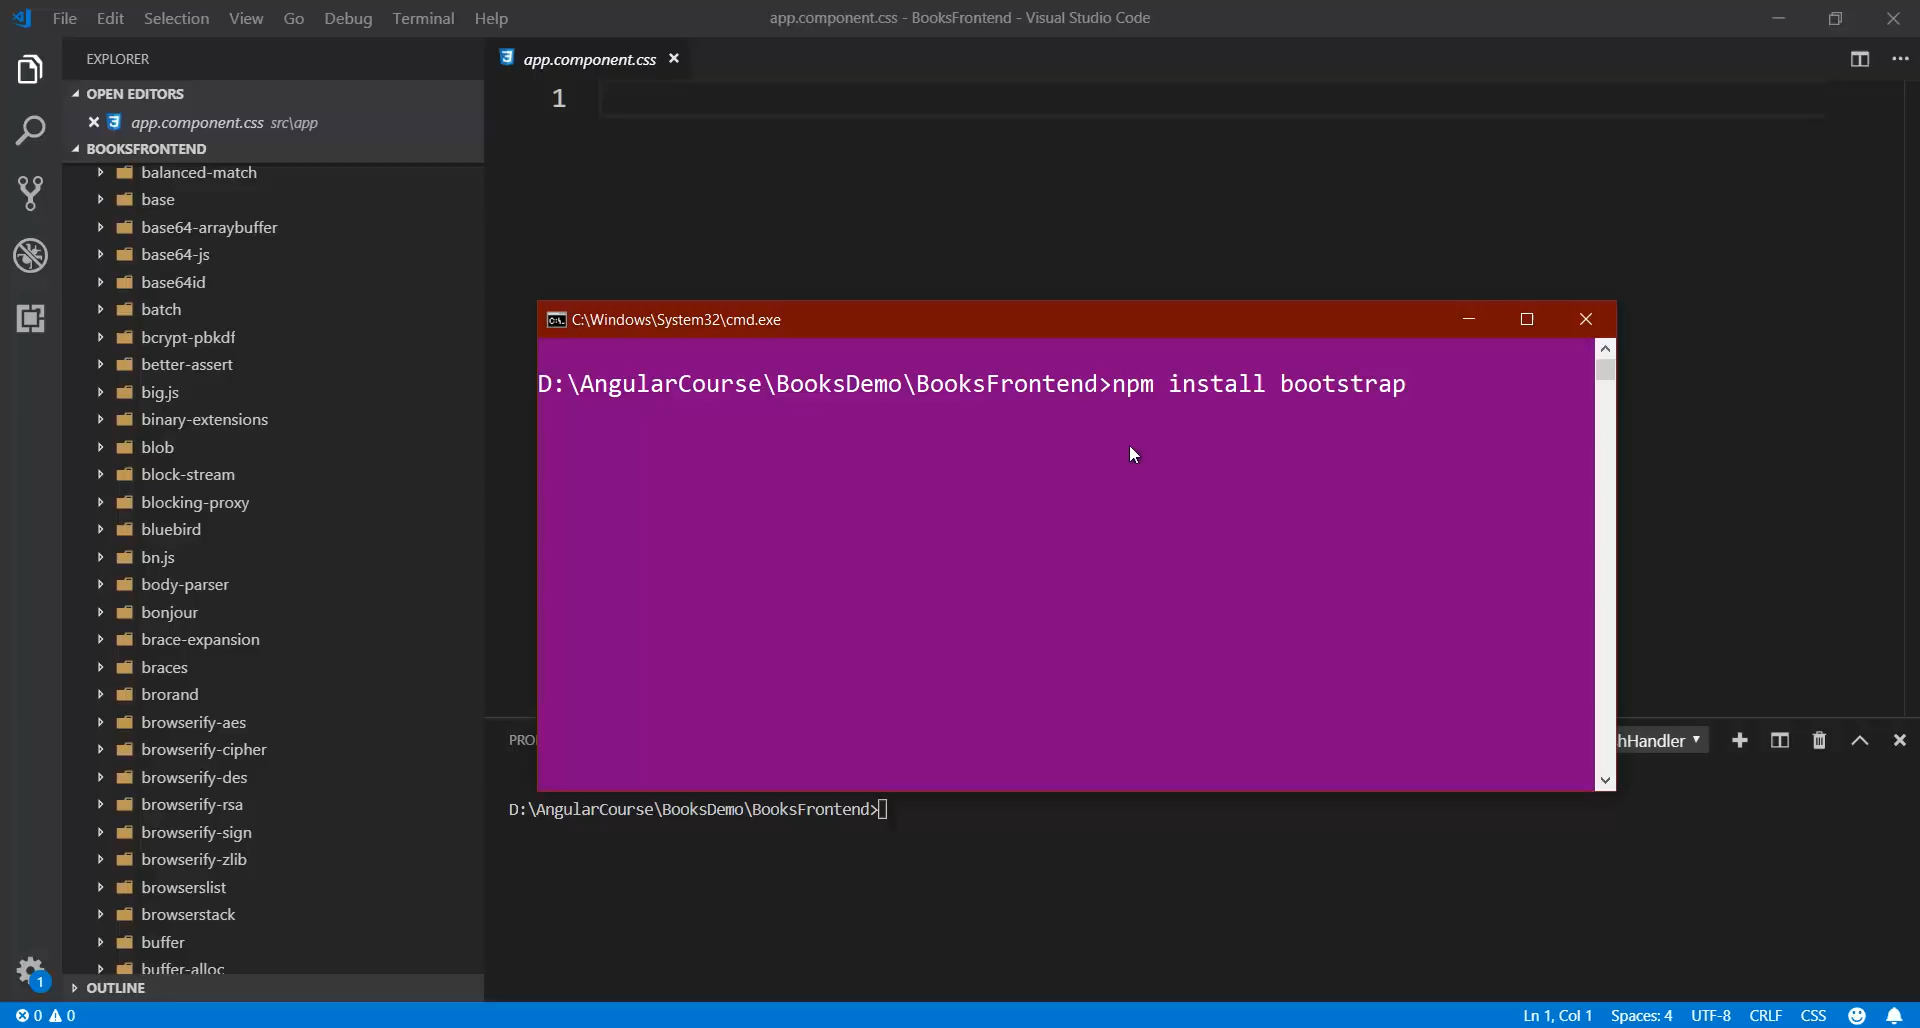 File Edit Selection View Go Debug Terminal Help
app.component.css - BooksFrontend - Visual Studio Code
EXPLORER
OPEN EDITORS
app.component.css src\app
BOOKSFRONTEND
balanced-match
base
base64-arraybuffer
base64-js
base64id
batch
bcrypt-pbkdf
better-assert
big.js
binary-extensions
blob
block-stream
blocking-proxy
bluebird
bn.js
body-parser
bonjour
brace-expansion
braces
brorand
browserify-aes
browserify-cipher
browserify-des
browserify-rsa
browserify-sign
browserify-zlib
browserslist
browserstack
buffer
buffer-alloc
OUTLINE
1
app.component.css
1
C:\Windows\System32\cmd.exe
D:\AngularCourse\BooksDemo\BooksFrontend>npm install bootstrap
PRO
hHandler
D:\AngularCourse\BooksDemo\BooksFrontend>
0 0
Ln 1, Col 1 Spaces: 4 UTF-8 CRLF CSS